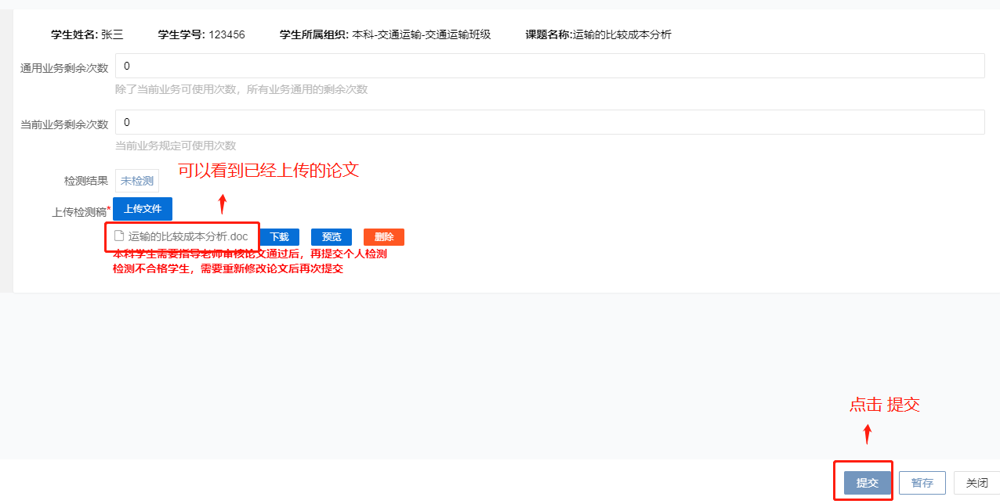 学生姓名: 张三 学生学号: 123456 学生所属组织: 本科-交通运输-交通运输班级 课题名称:运输的比较成本分析
通用业务剩余次数 0
除了当前业务可使用次数，所有业务通用的剩余次数
当前业务剩余次数 0
当前业务规定可使用次数
可以看到已经上传的论文
检测结果 未检测
上传检测稿* 上传文件
运输的比较成本分析.doc 下载 预览 删除
本科学生需要指导老师审核论文通过后，再提交个人检测
检测不合格学生，需要重新修改论文后再次提交
点击 提交
提交 暂存 关闭